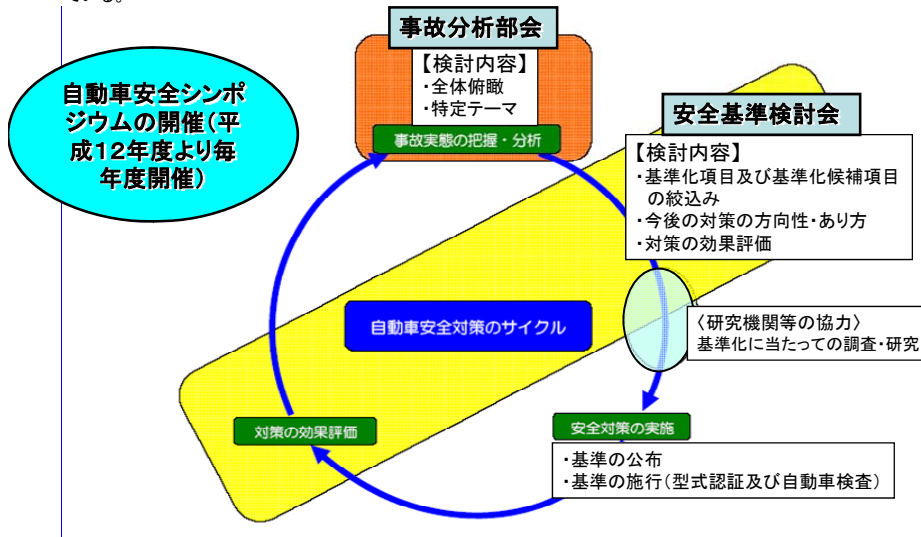 ている。
事故分析部会
【検討内容】
・全体俯瞰
・特定テーマ
事故実態の把握・分析
自動車安全シンポ
ジウムの開催(平
成12年度より毎
年度開催)
安全基準検討会
【検討内容】
・基準化項目及び基準化候補項目
の絞込み
・今後の対策の方向性・あり方
・対策の効果評価
自動車安全対策のサイクル
〈研究機関等の協力〉
基準化に当たっての調査・研究
対策の効果評価
安全対策の実施
・基準の公布
・基準の施行(型式認証及び自動車検査)